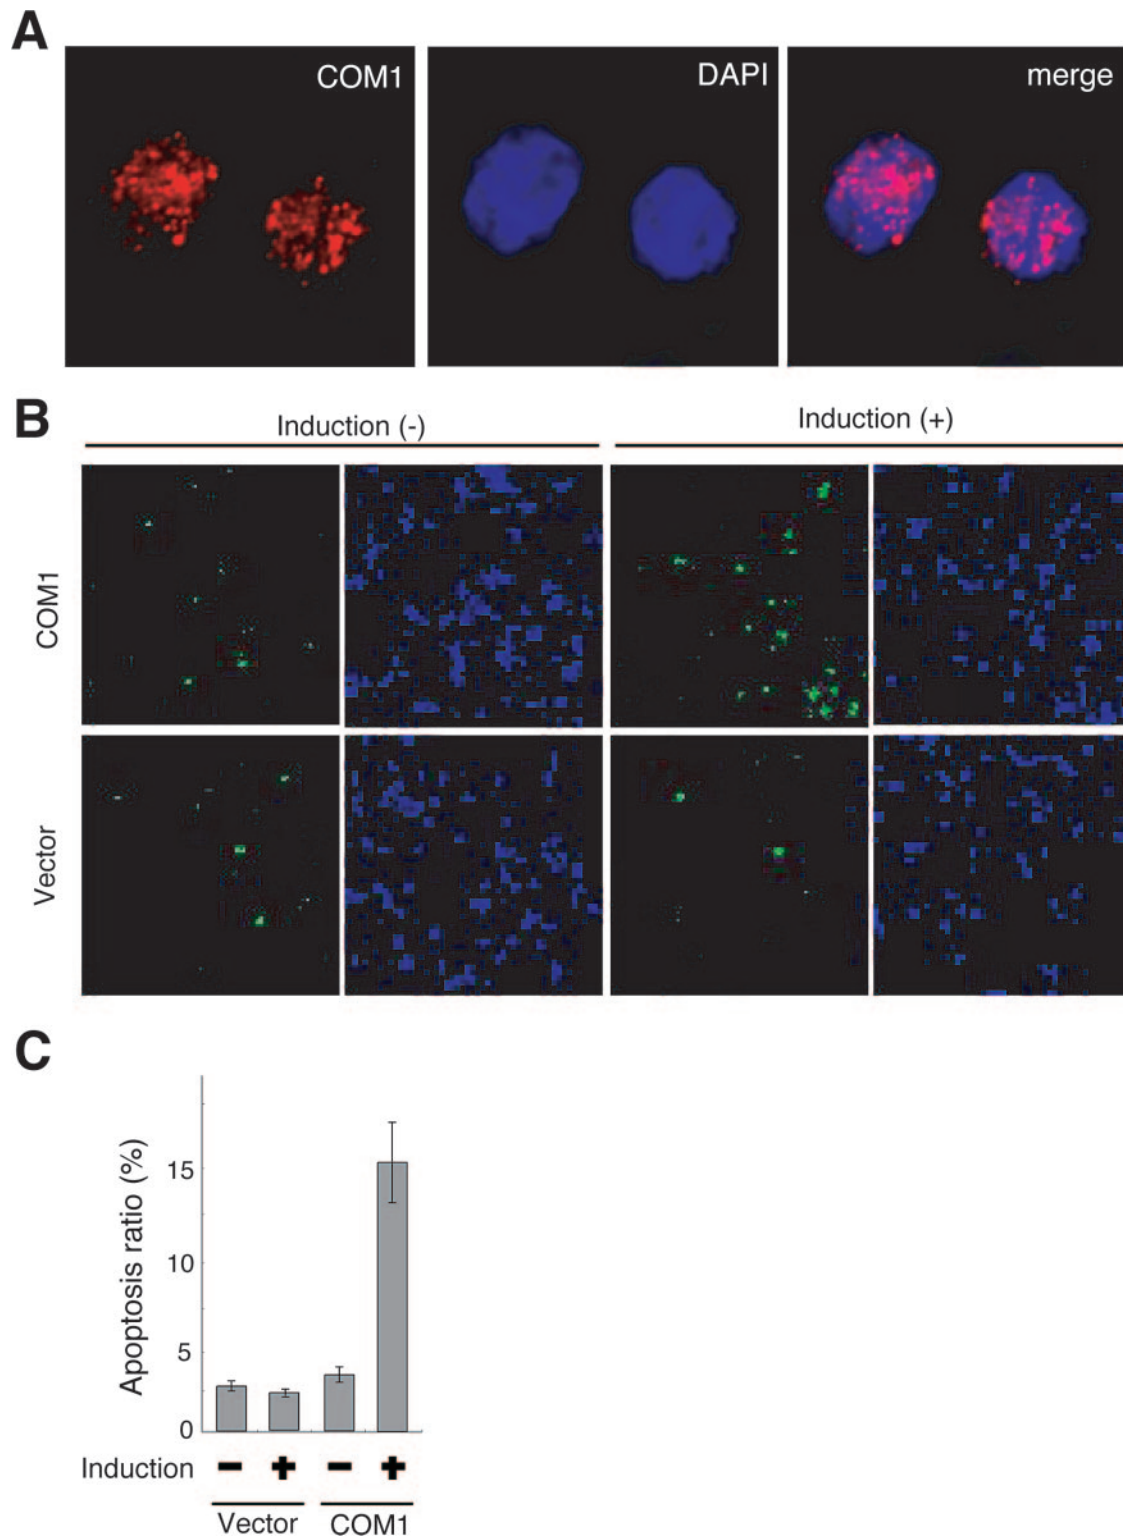 A
COM1
DAPI
merge
B
Induction (-)
Induction (+)
COM1
Vector
C
Apoptosis ratio (%)
15
10
5
0
Induction - + - +
Vector
COM1